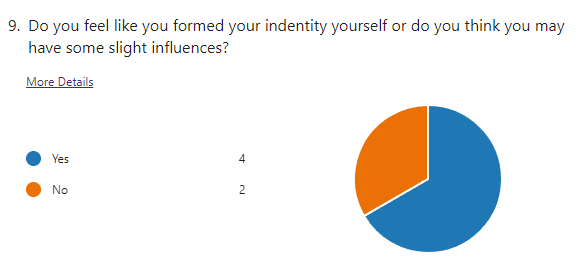 9. Do you feel like you formed your indentity yourself or do you think you may
have some slight influences?
More Details
Yes 4
No 2